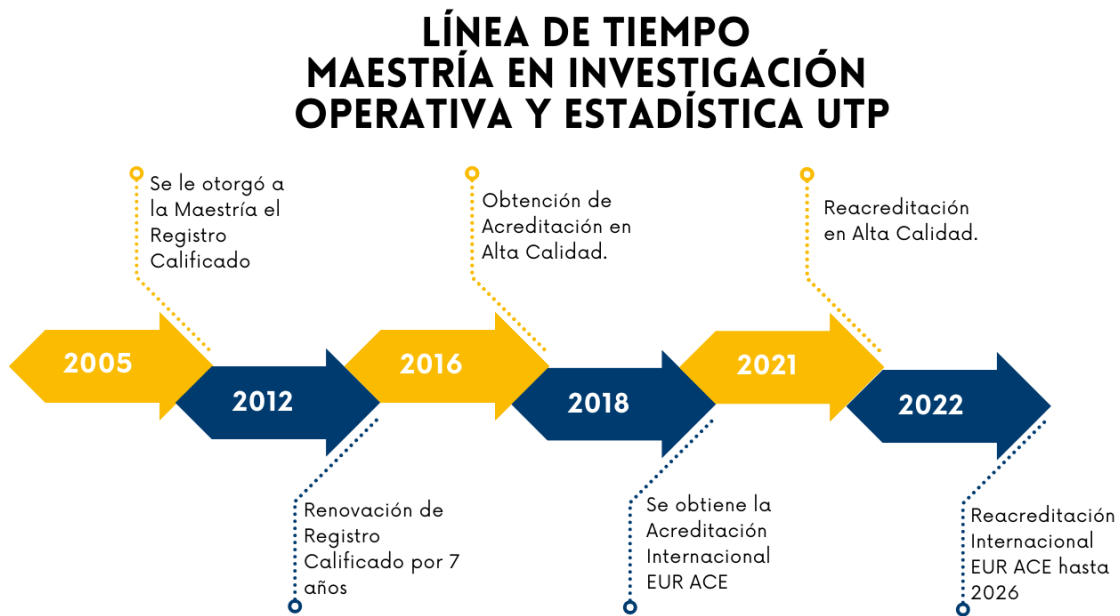 LÍNEA DE TIEMPO
MAESTRÍA EN INVESTIGACIÓN
OPERATIVA Y ESTADÍSTICA UTP
Se le otorgó a
la Maestría el
Registro
Calificado
Obtención de
Acreditación en
Alta Calidad.
Reacreditación
en Alta Calidad.
2005
2012
2016
2018
2021
2022
Renovación de
Registro
Calificado por 7
años
Se obtiene la
Acreditación
Internacional
EUR ACE
Reacreditación
Internacional
EUR ACE hasta
2026